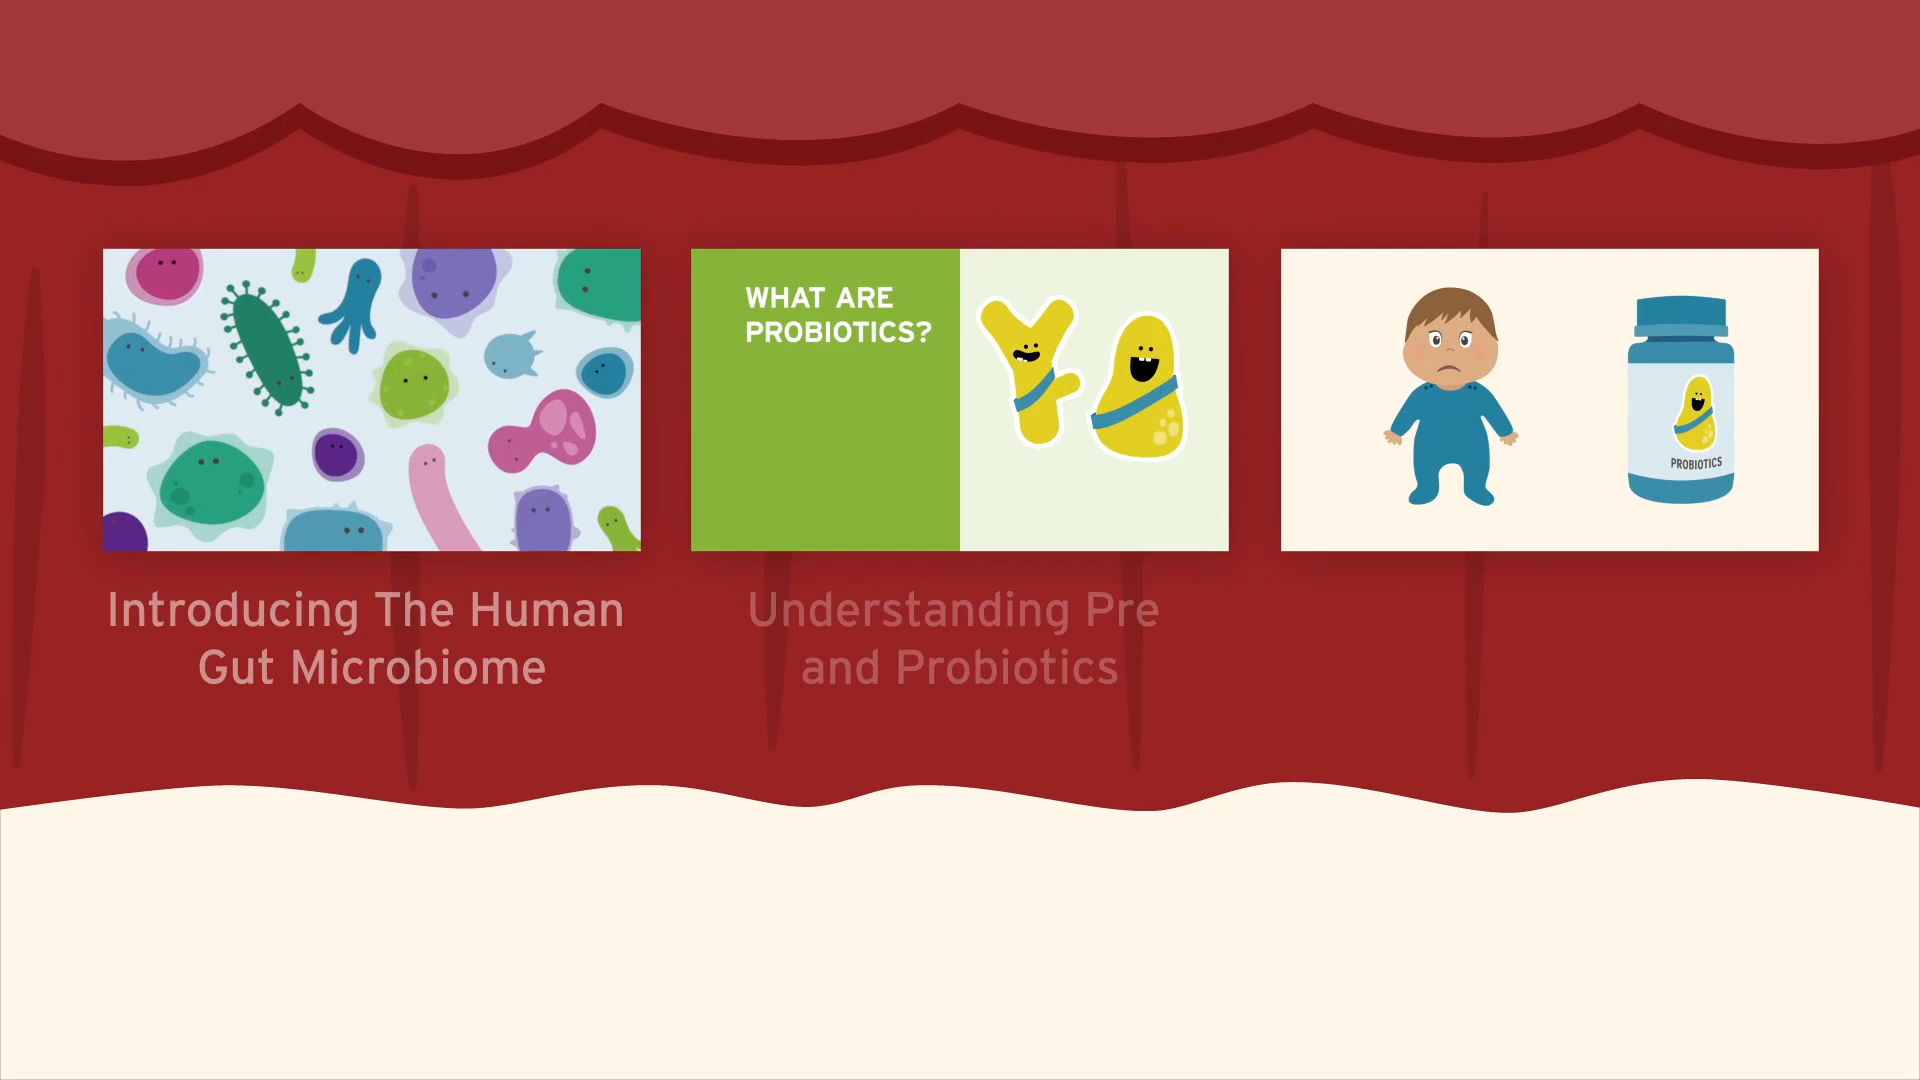 WHAT ARE
PROBIOTICS?
PROBIOTICS
Introducing The Human
Gut Microbiome
Understanding Pre
and Probiotics